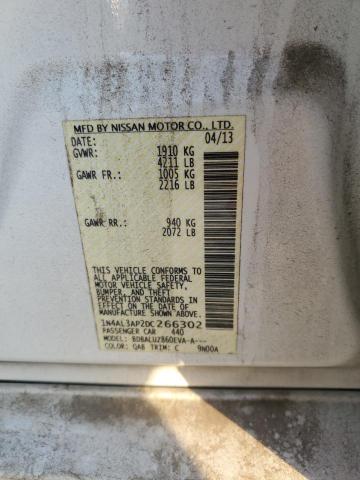 MFD BY NISSAN MOTOR CO., LTD.
DATE: 04/13
GVWR: 1910 KG
4211 LB
GAWR FR.: 1005 KG
2216 LB
GAWR RR.: 940 KG
2072 LB
THIS VEHICLE CONFORMS TO
ALL APPLICABLE FEDERAL
MOTOR VEHICLE SAFETY,
BUMPER, AND THEFT
PREVENTION STANDARDS
IN EFFECT ON THE DATE OF
MANUFACTURE SHOWN ABOVE.
1N4AL3AP2DC266302
PASSENGER CAR 440
MODEL: BDBALUZ860EVA-A---
COLOR: QAB TRIM: C 9N00A